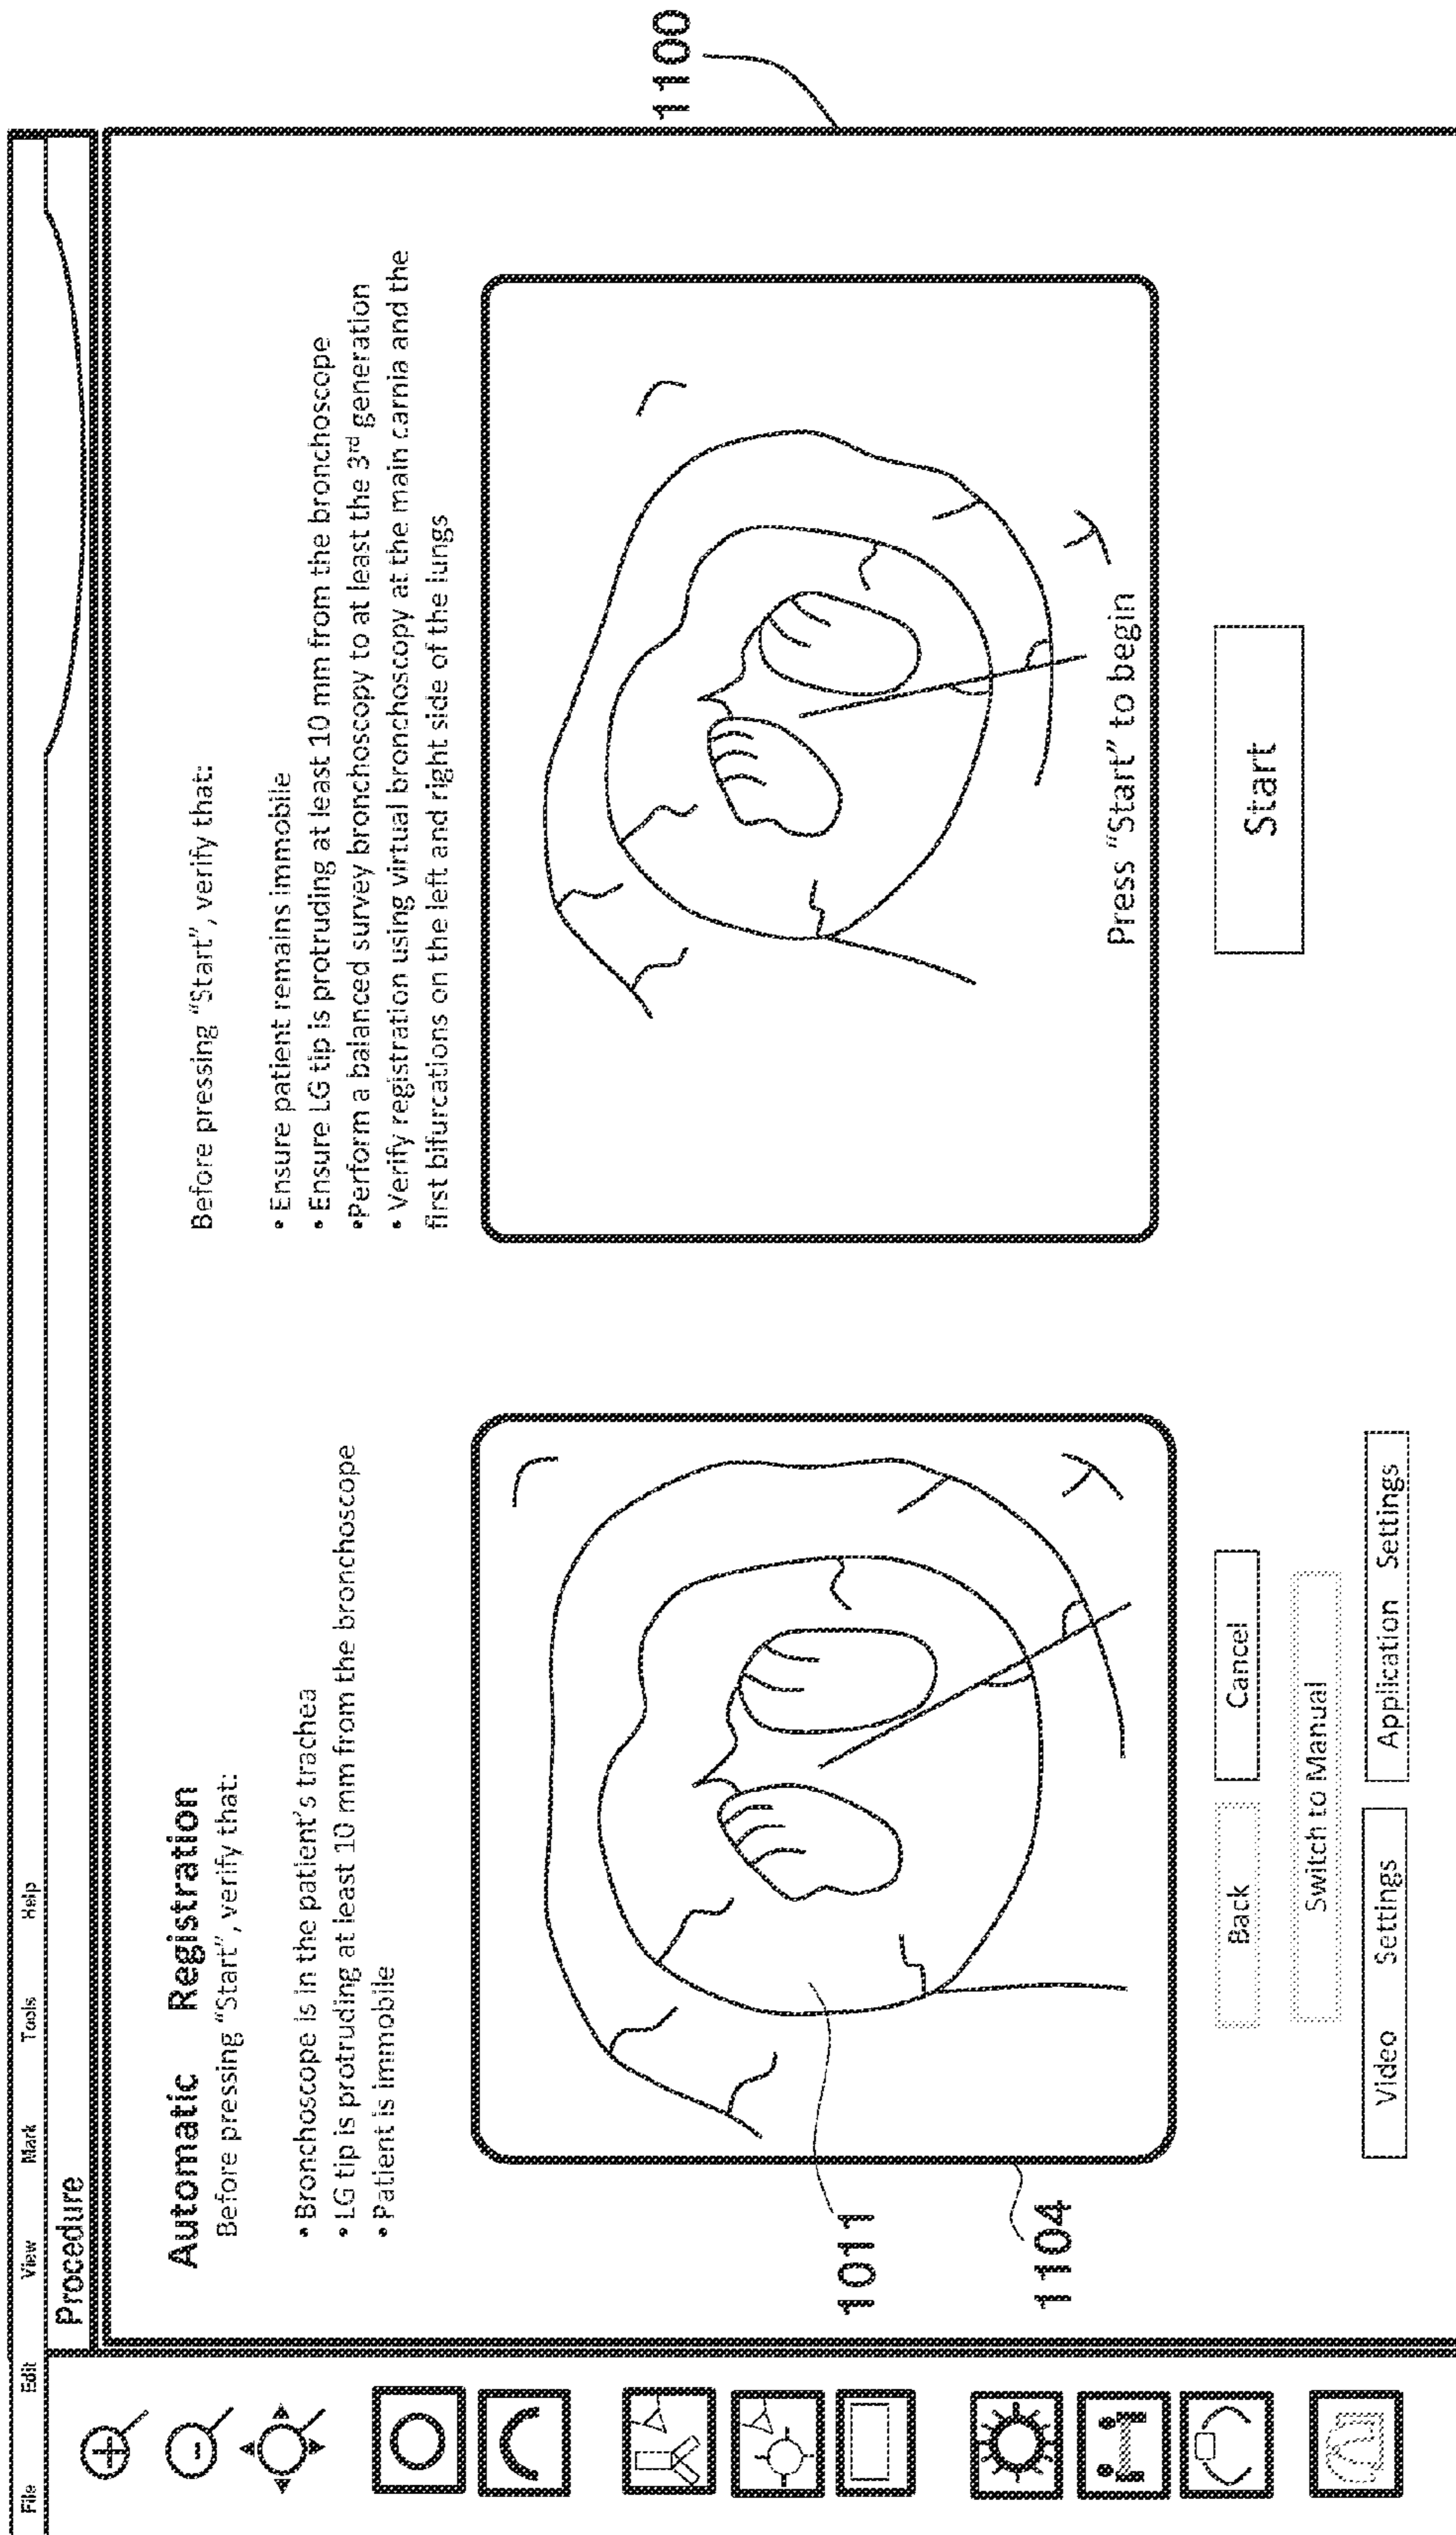 File Edit View Mark Tools Help
Procedure
Automatic Registration
Before pressing "Start", verify that:
• Bronchoscope is in the patient's trachea
• LG tip is protruding at least 10 mm from the bronchoscope
• Patient is immobile
1011
1104
Back
Cancel
Switch to Manual
Video Settings
Application Settings
Before pressing "Start", verify that:
• Ensure patient remains immobile
• Ensure LG tip is protruding at least 10 mm from the bronchoscope
•Perform a balanced survey bronchoscopy to at least the 3rd generation
• Verify registration using virtual bronchoscopy at the main carnia and the
first bifurcations on the left and right side of the lungs
Press "Start" to begin
Start
1100